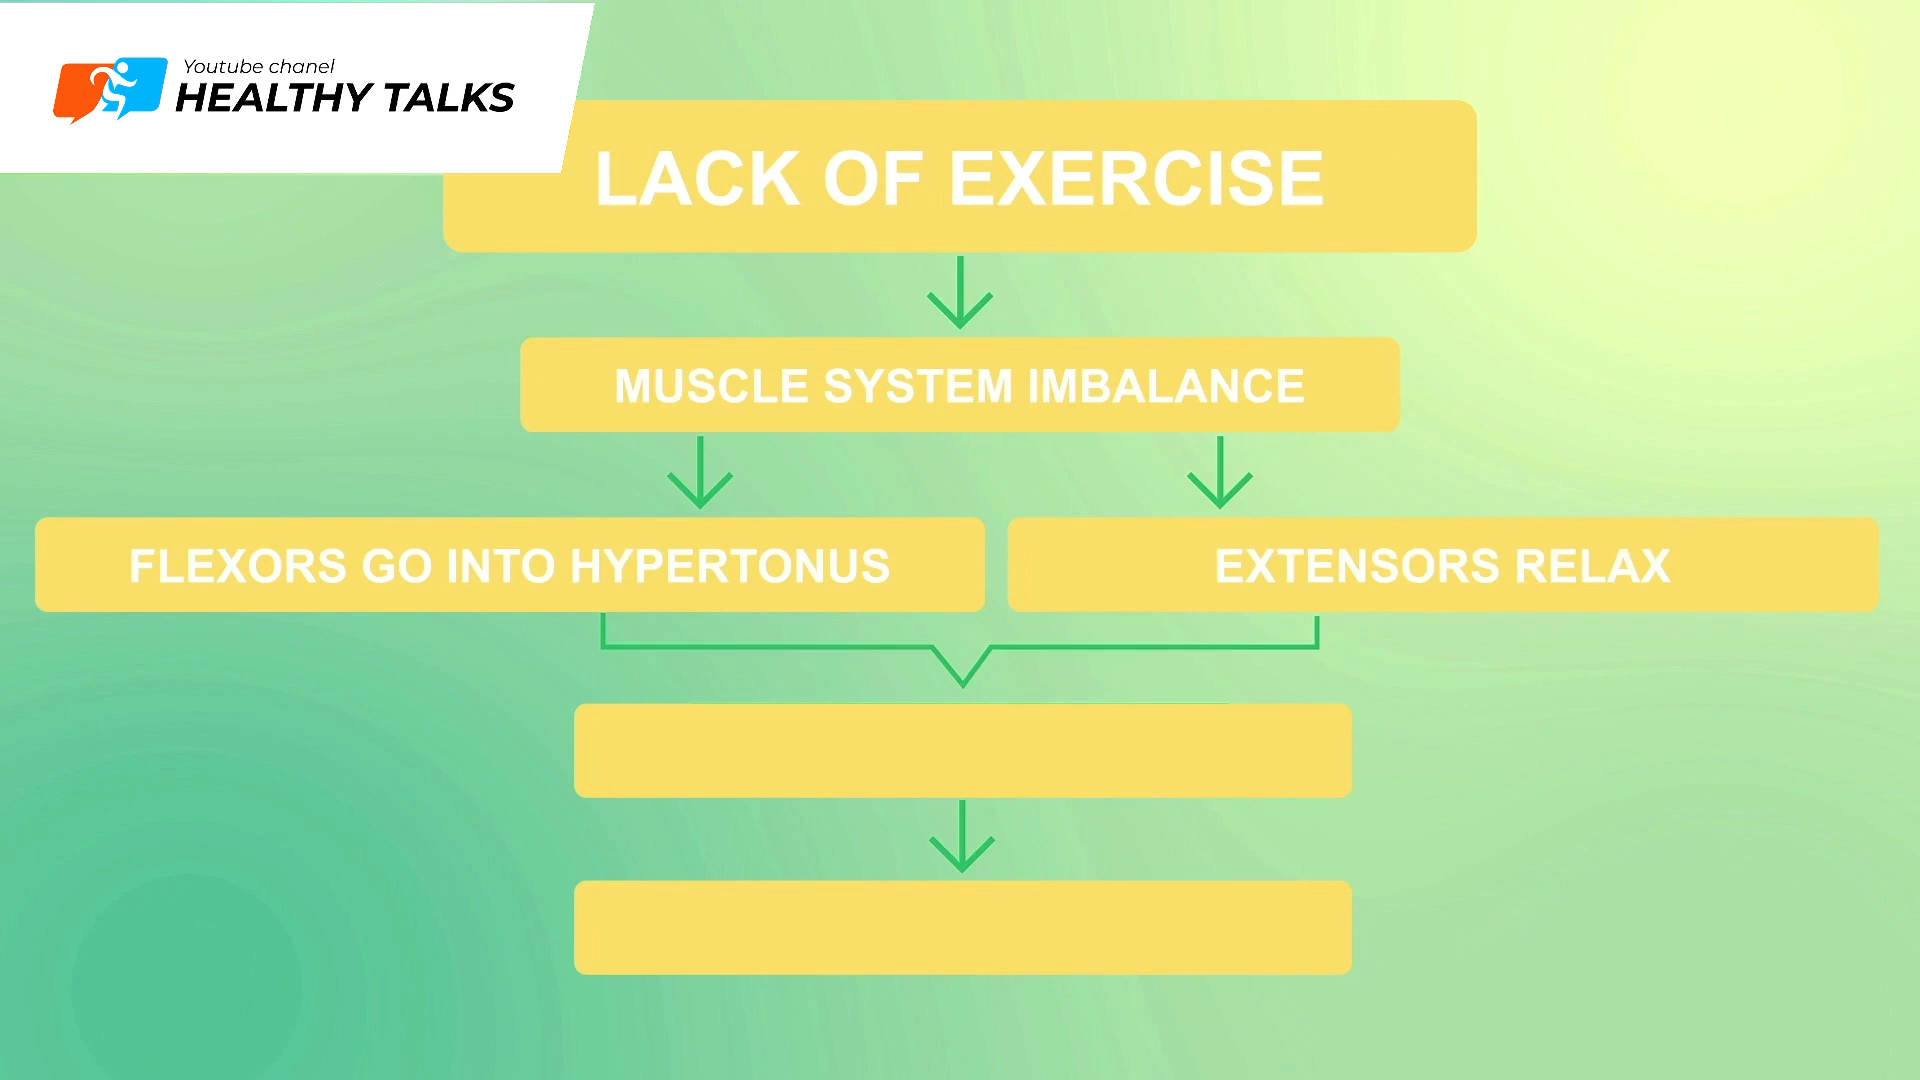 Youtube chanel
HEALTHY TALKS
LACK OF EXERCISE
MUSCLE SYSTEM IMBALANCE
FLEXORS GO INTO HYPERTONUS
EXTENSORS RELAX